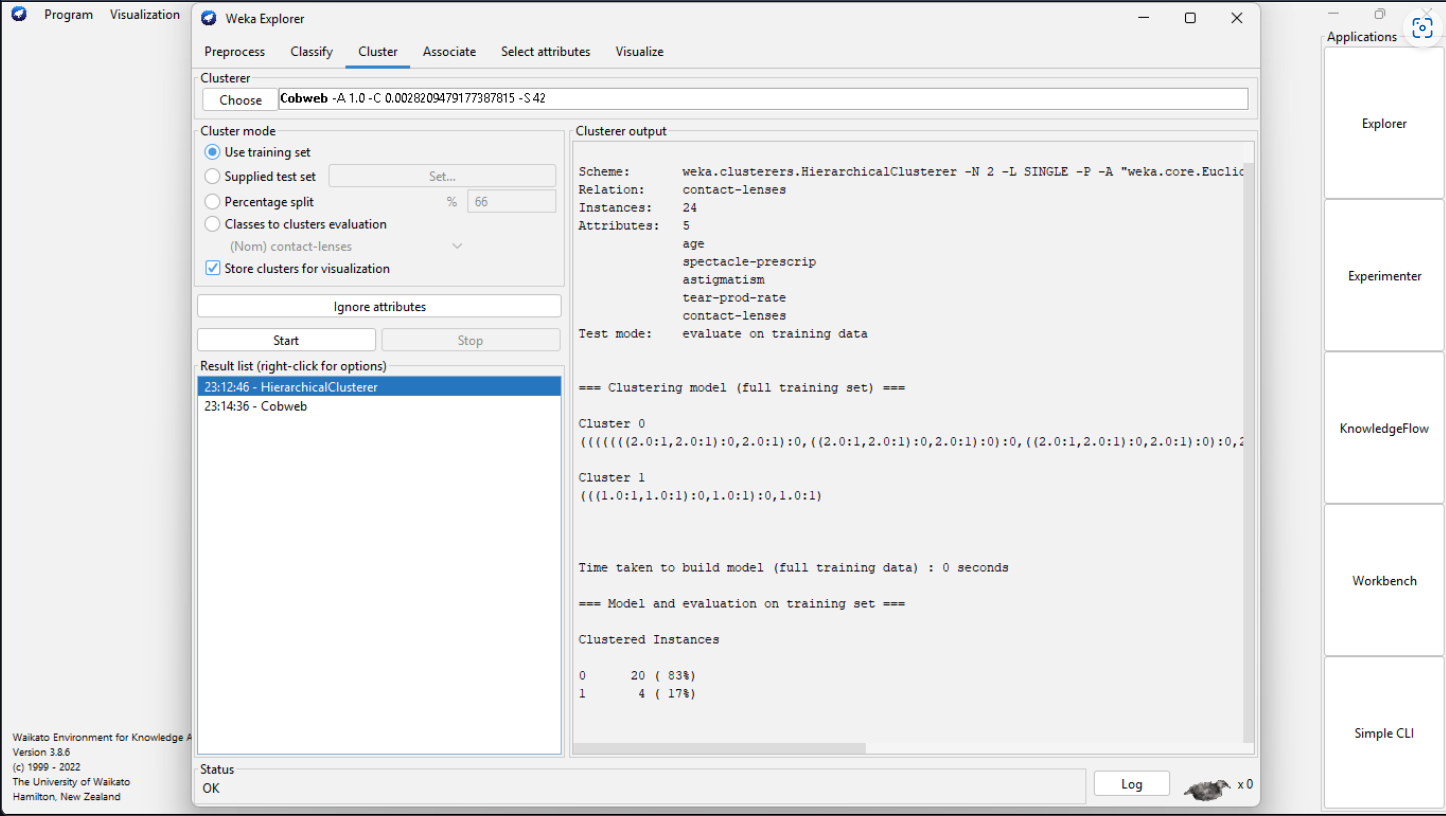 Program Visualization
Weka Explorer
Preprocess Classify Cluster Associate Select attributes Visualize
Clusterer
Choose Cobweb -A 1.0 -C 0.0028209479177387815 -S 42
Cluster mode
Use training set
Supplied test set Set...
Percentage split % 66
Classes to clusters evaluation
(Nom) contact-lenses
Store clusters for visualization
Ignore attributes
Start Stop
Result list (right-click for options)
23:12:46 - HierarchicalClusterer
23:14:36 - Cobweb
Clusterer output
Scheme: weka.clusterers.HierarchicalClusterer -N 2 -L SINGLE -P -A "weka.core.Euclic
Relation: contact-lenses
Instances: 24
Attributes: 5
age
spectacle-prescrip
astigmatism
tear-prod-rate
contact-lenses
Test mode: evaluate on training data
=== Clustering model (full training set) ===
Cluster 0
(((((((2.0:1,2.0:1):0,2.0:1):0,((2.0:1,2.0:1):0,2.0:1):0):0,((2.0:1,2.0:1):0,2.0:1):0):0,2
Cluster 1
(((1.0:1,1.0:1):0,1.0:1):0,1.0:1)
Time taken to build model (full training data) : 0 seconds
=== Model and evaluation on training set ===
Clustered Instances
0 20 ( 83%)
1 4 ( 17%)
Status
OK
Log x 0
Applications
Explorer
Experimenter
KnowledgeFlow
Workbench
Simple CLI
Waikato Environment for Knowledge A
Version 3.8.6
(c) 1999 - 2022
The University of Waikato
Hamilton, New Zealand